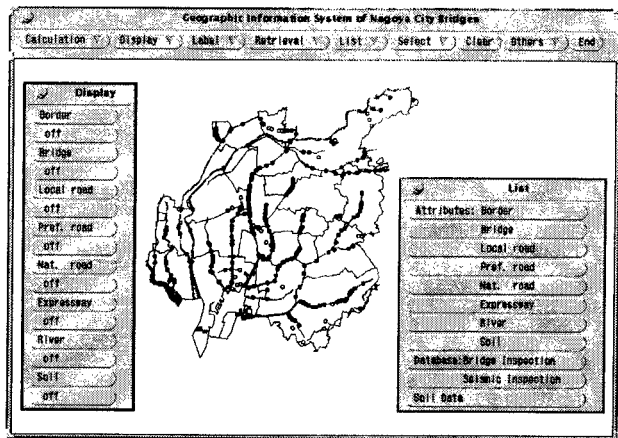 Geographic Information System of Nagoya City Bridges
Calculation Display Label Retrieval List Select Clear Others End
Display
Border
off
Bridge
off
Local road
off
Pref. road
off
Nat. road
off
Expressway
off
River
off
Soil
off
List
Attributes: Border
Bridge
Local road
Pref. road
Nat. road
Expressway
River
Soil
Database:Bridge Inspection
Seismic Inspection
Soil Data